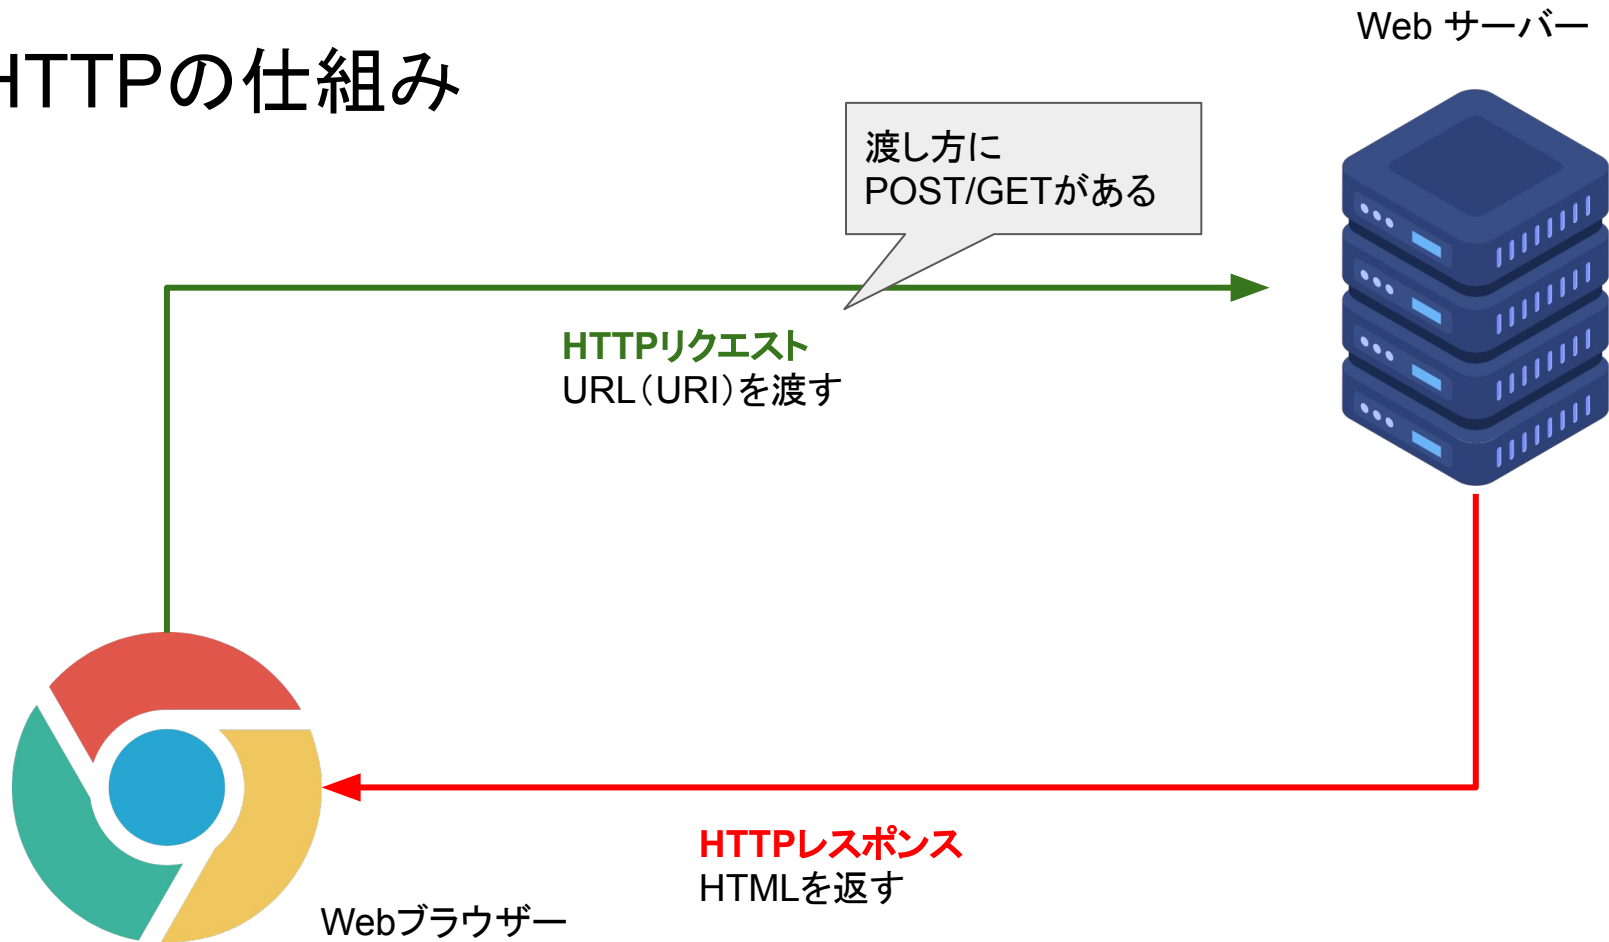 Web サーバー
HTTPの仕組み
渡し方に
POST/GETがある
HTTPリクエスト
URL（URI）を渡す
HTTPレスポンス
HTMLを返す
Webブラウザー